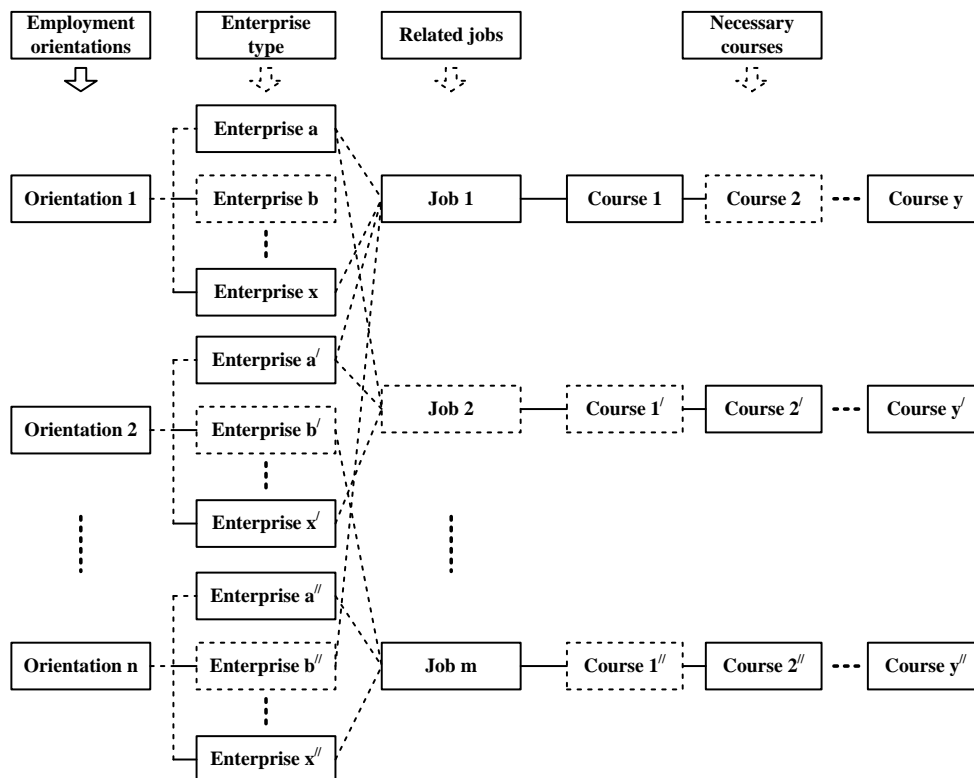 Employment
orientations
Enterprise
type
Related jobs
Necessary
courses
Enterprise a
Orientation 1
Enterprise b
Job 1
Course 1
Course 2
Course y
Enterprise x
Enterprise a/
Orientation 2
Enterprise b/
Job 2
Course 1/
Course 2/
Course y/
Enterprise x/
Enterprise a//
Orientation n
Enterprise b//
Job m
Course 1//
Course 2//
Course y//
Enterprise x//